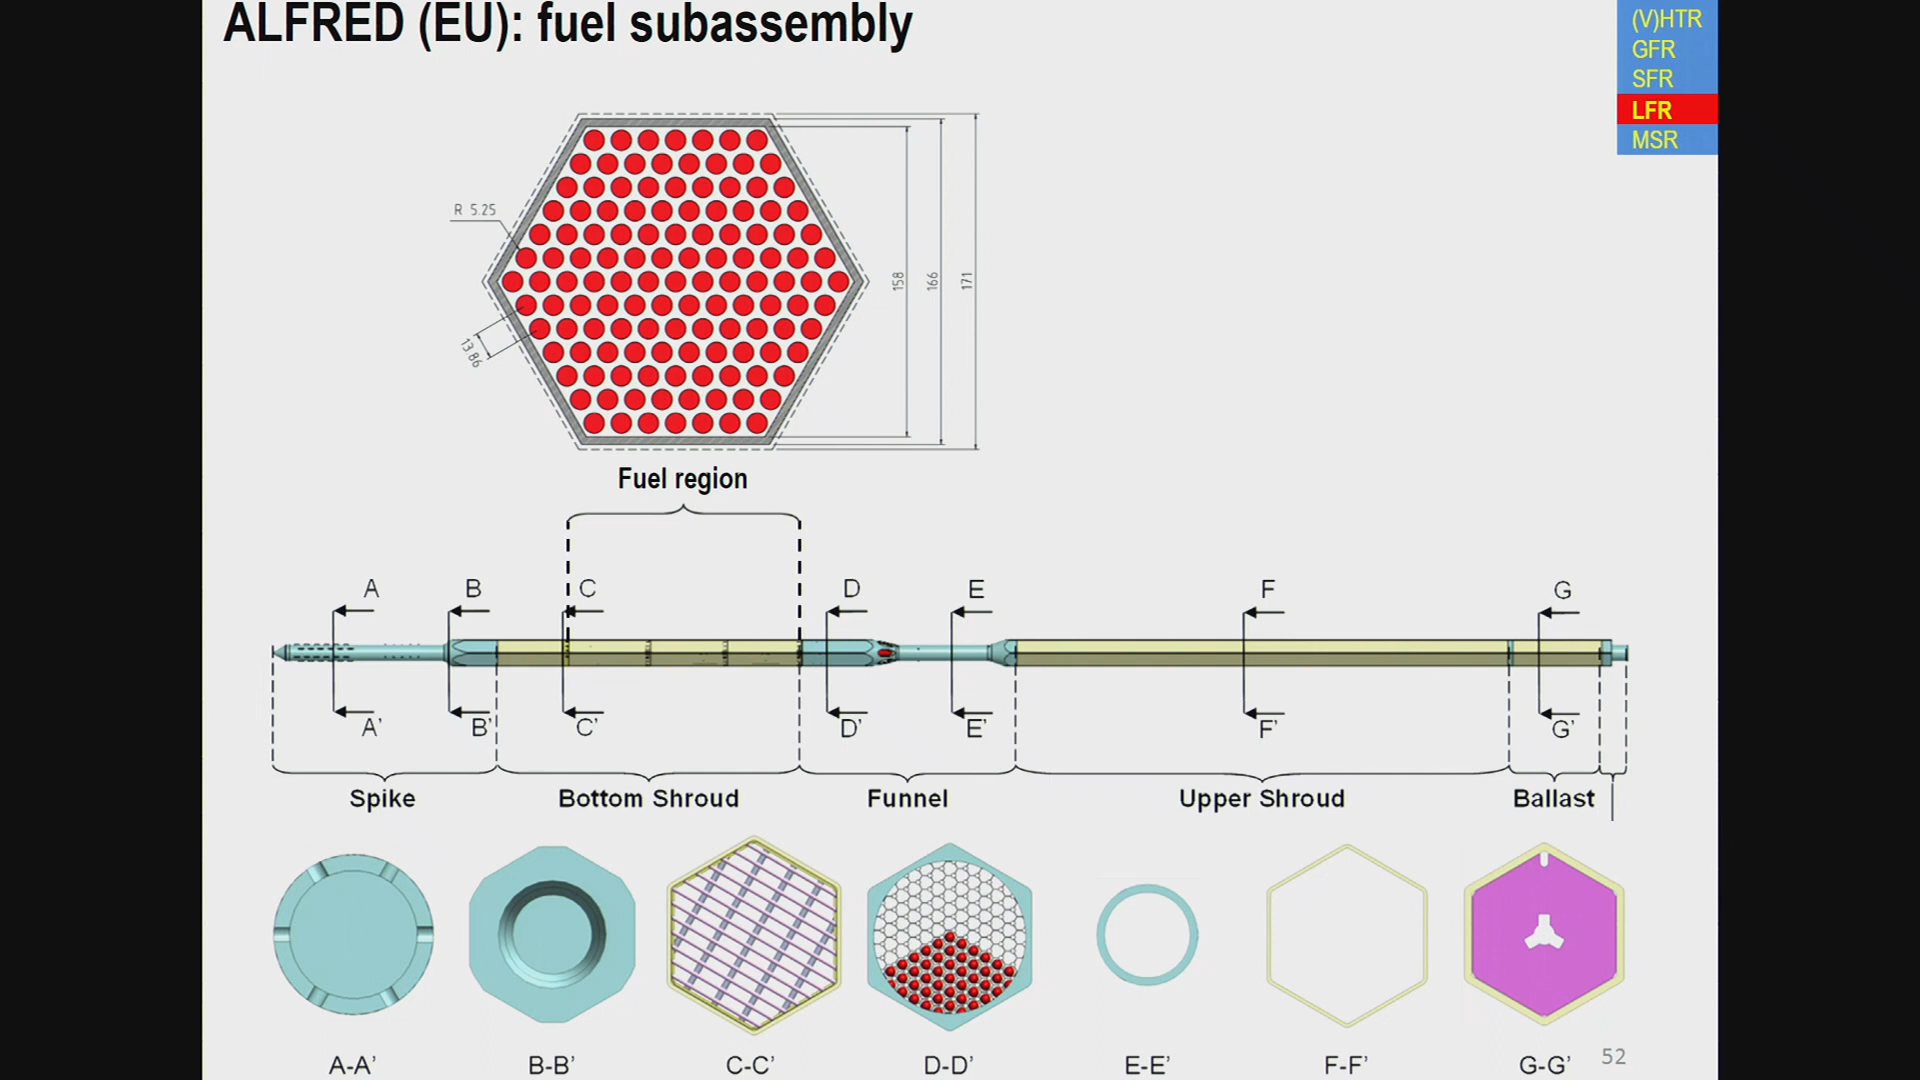 ALFRED (EU): fuel subassembly
(V)HTR
GFR
SFR
LFR
MSR
R 5.25
13.86
158
166
171
Fuel region
A B C D E F G
A' B' C' D' E' F' G'
Spike Bottom Shroud Funnel Upper Shroud Ballast
A-A' B-B' C-C' D-D' E-E' F-F' G-G'
52